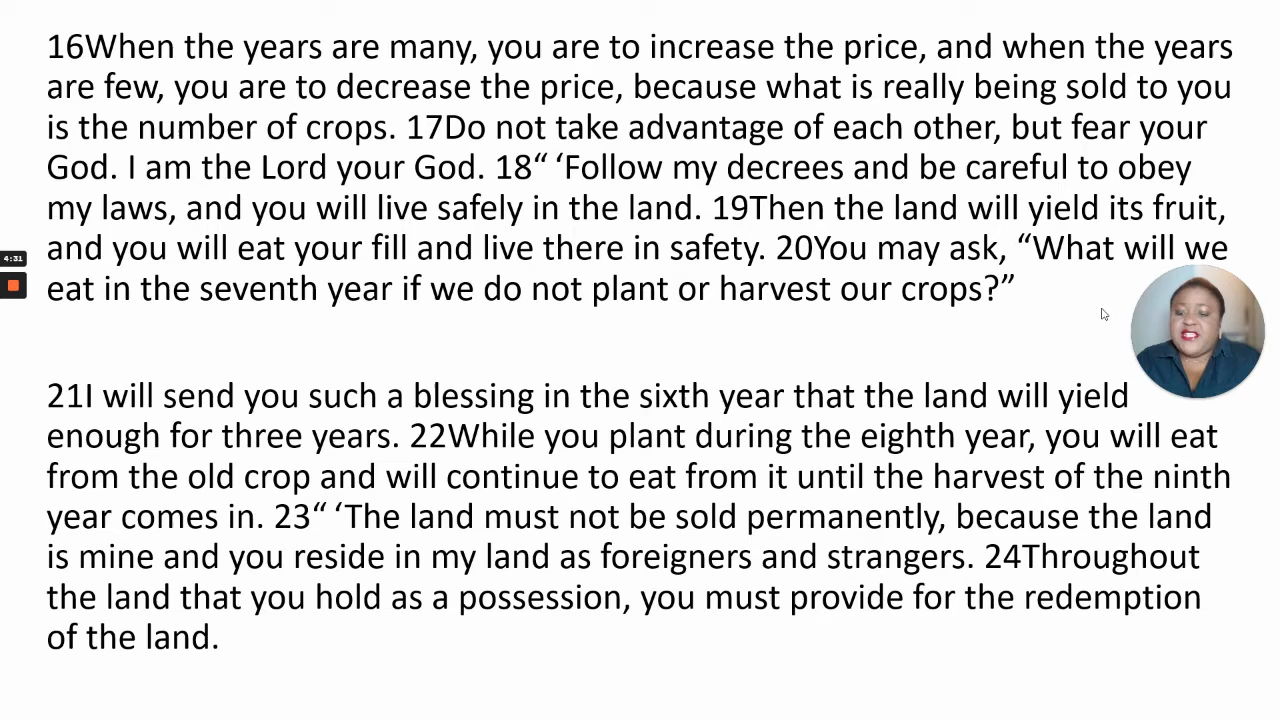 16When the years are many, you are to increase the price, and when the years
are few, you are to decrease the price, because what is really being sold to you
is the number of crops. 17Do not take advantage of each other, but fear your
God. I am the Lord your God. 18“ ‘Follow my decrees and be careful to obey
my laws, and you will live safely in the land. 19Then the land will yield its fruit,
and you will eat your fill and live there in safety. 20You may ask, “What will we
eat in the seventh year if we do not plant or harvest our crops?”
4:31
21I will send you such a blessing in the sixth year that the land will yield
enough for three years. 22While you plant during the eighth year, you will eat
from the old crop and will continue to eat from it until the harvest of the ninth
year comes in. 23“ ‘The land must not be sold permanently, because the land
is mine and you reside in my land as foreigners and strangers. 24Throughout
the land that you hold as a possession, you must provide for the redemption
of the land.